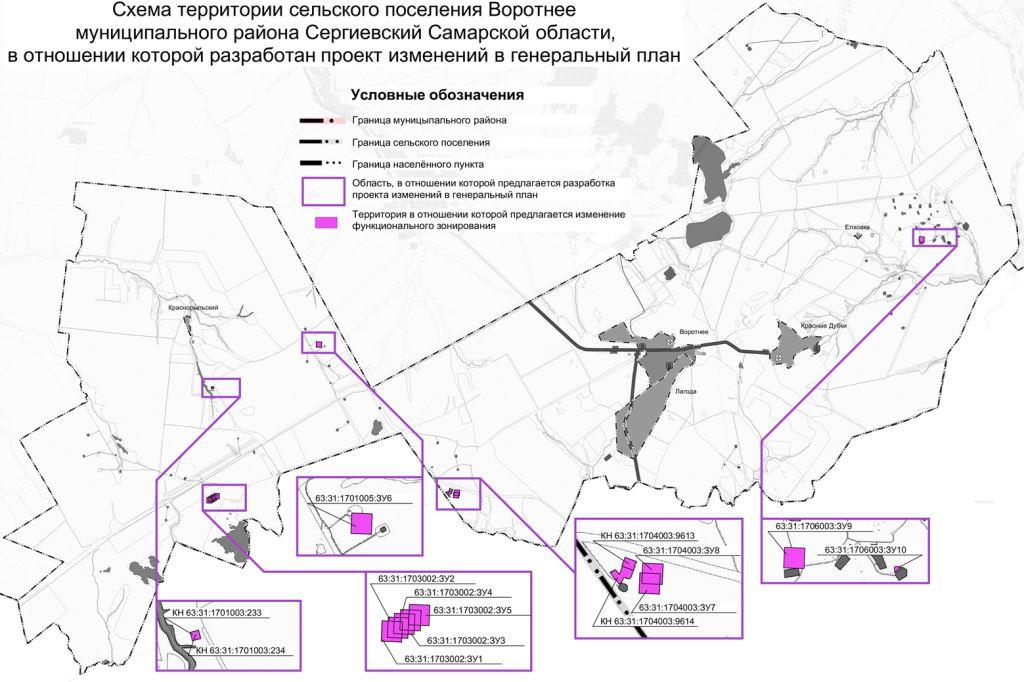 Схема территории сельского поселения Воротнее
муниципального района Сергиевский Самарской области,
в отношении которой разработан проект изменений в генеральный план
Условные обозначения
Граница муницыпального района
Граница сельского поселения
Граница населённого пункта
Область, в отношении которой предлагается разработка
проекта изменений в генеральный план
Территория в отношении которой предлагается изменение
функционального зонирования
Елховка
Красноярыльский
Воротнее
Красные Дубки
Лагода
63:31:1701005:ЗУ6
63:31:1706003:ЗУ9
63:31:1706003:ЗУ10
КН 63:31:1704003:9613
63:31:1704003:ЗУ8
63:31:1704003:ЗУ7
КН 63:31:1704003:9614
63:31:1703002:ЗУ2
63:31:1703002:ЗУ4
63:31:1703002:ЗУ5
63:31:1703002:ЗУ3
63:31:1703002:ЗУ1
КН 63:31:1701003:233
КН 63:31:1701003:234